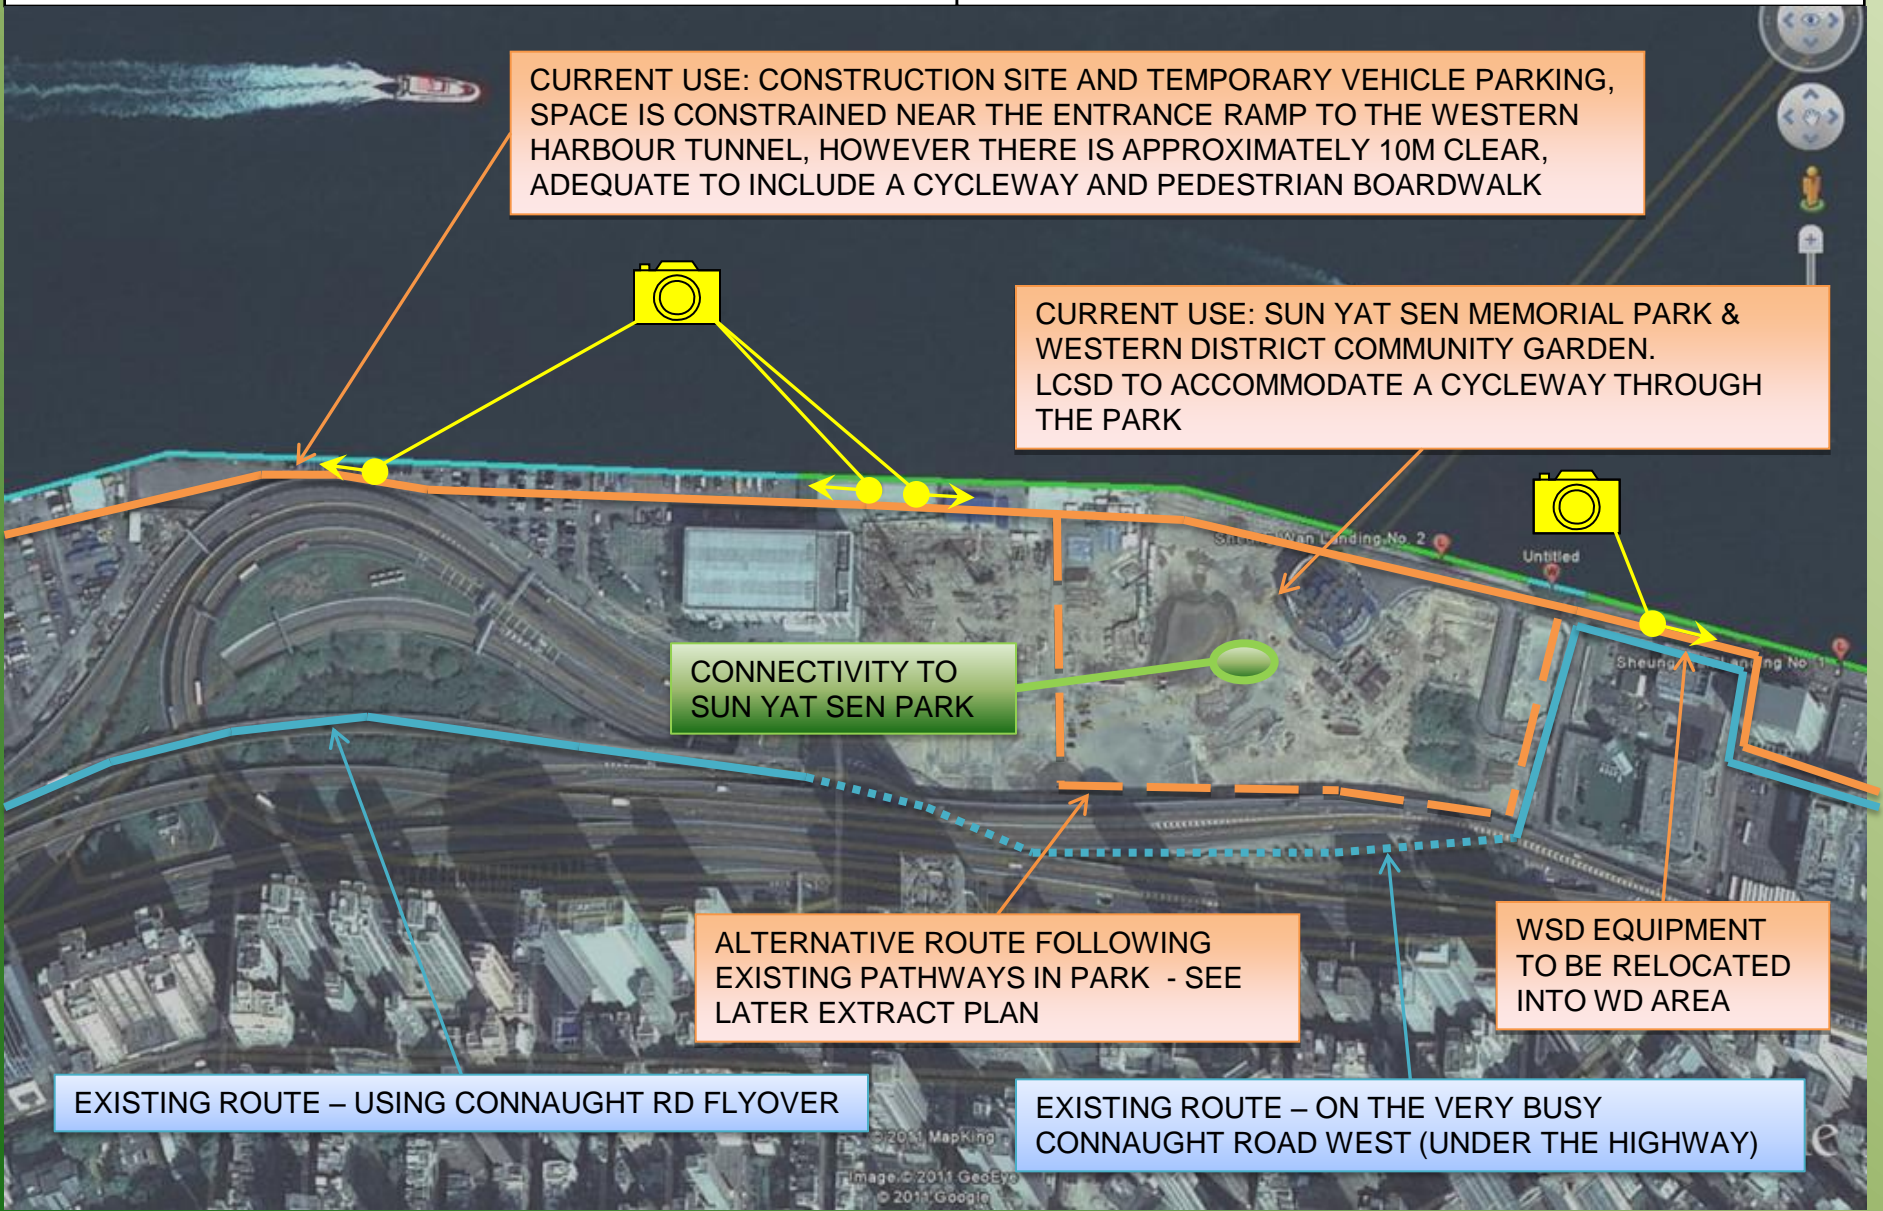 CURRENT USE: CONSTRUCTION SITE AND TEMPORARY VEHICLE PARKING,
SPACE IS CONSTRAINED NEAR THE ENTRANCE RAMP TO THE WESTERN
HARBOUR TUNNEL, HOWEVER THERE IS APPROXIMATELY 10M CLEAR,
ADEQUATE TO INCLUDE A CYCLEWAY AND PEDESTRIAN BOARDWALK
CURRENT USE: SUN YAT SEN MEMORIAL PARK &
WESTERN DISTRICT COMMUNITY GARDEN.
LCSD TO ACCOMMODATE A CYCLEWAY THROUGH
THE PARK
Untitled
CONNECTIVITY TO
SUN YAT SEN PARK
ALTERNATIVE ROUTE FOLLOWING
EXISTING PATHWAYS IN PARK - SEE
LATER EXTRACT PLAN
WSD EQUIPMENT
TO BE RELOCATED
INTO WD AREA
EXISTING ROUTE – USING CONNAUGHT RD FLYOVER
EXISTING ROUTE – ON THE VERY BUSY
CONNAUGHT ROAD WEST (UNDER THE HIGHWAY)
© 2011 MapKing
Image © 2011 GeoEye
© 2011 Google